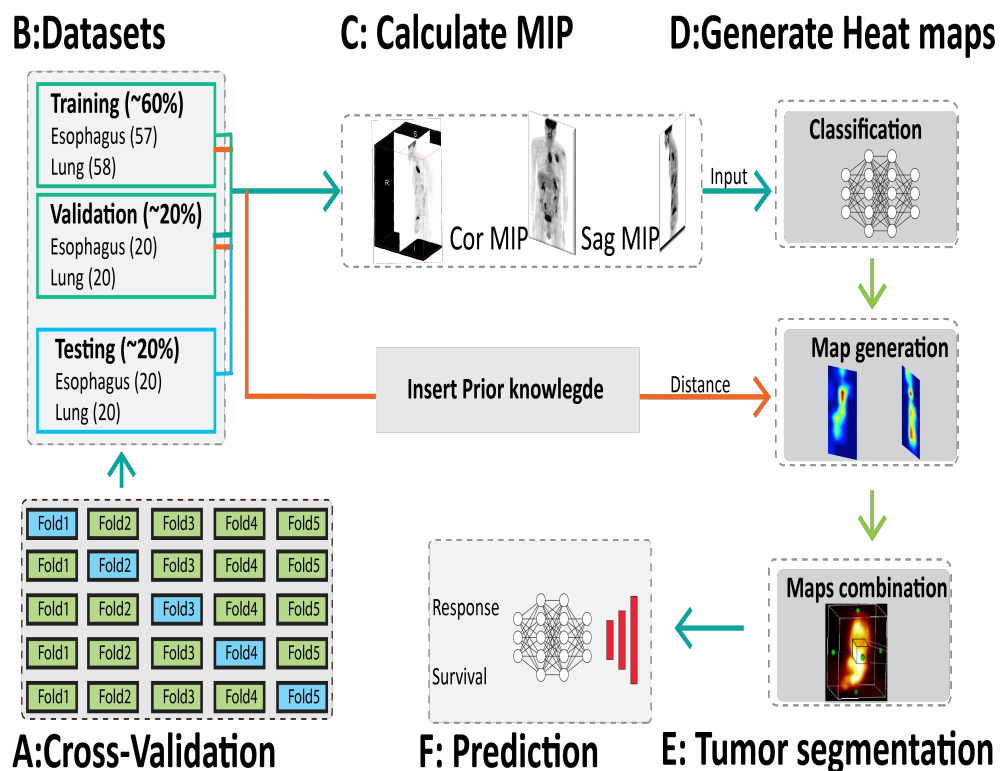 B:Datasets
Training (~60%)
Esophagus (57)
Lung (58)
Validation (~20%)
Esophagus (20)
Lung (20)
Testing (~20%)
Esophagus (20)
Lung (20)
C: Calculate MIP
S
R
Cor MIP
Sag MIP
Input
D:Generate Heat maps
Classification
Map generation
Insert Prior knowlegde
Distance
Fold1 Fold2 Fold3 Fold4 Fold5
Fold1 Fold2 Fold3 Fold4 Fold5
Fold1 Fold2 Fold3 Fold4 Fold5
Fold1 Fold2 Fold3 Fold4 Fold5
Fold1 Fold2 Fold3 Fold4 Fold5
A:Cross-Validation
Response
Survival
F: Prediction
Maps combination
E: Tumor segmentation